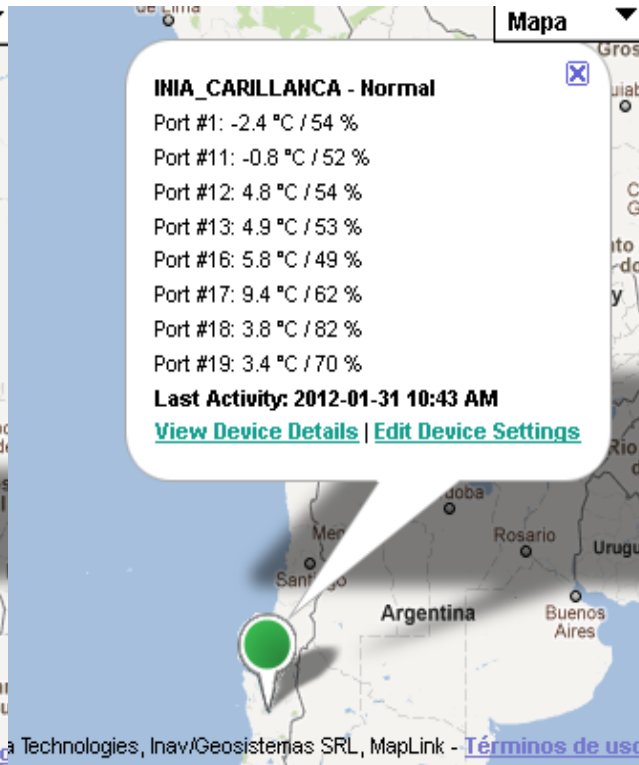 de Lima
Mapa
INIA_CARILLANCA - Normal
Port #1: -2.4 °C / 54 %
Port #11: -0.8 °C / 52 %
Port #12: 4.8 °C / 54 %
Port #13: 4.9 °C / 53 %
Port #16: 5.8 °C / 49 %
Port #17: 9.4 °C / 62 %
Port #18: 3.8 °C / 82 %
Port #19: 3.4 °C / 70 %
Last Activity: 2012-01-31 10:43 AM
View Device Details | Edit Device Settings
Rosario
Argentina
Buenos
Aires
a Technologies, Inav/Geosistemas SRL, MapLink - Términos de uso